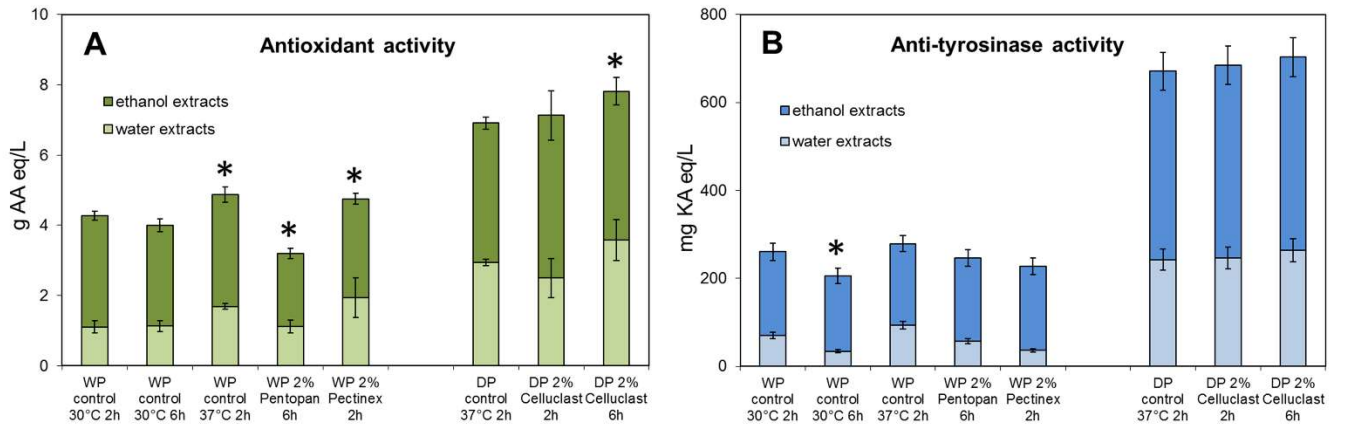 A
Antioxidant activity
ethanol extracts
water extracts
g AA eq/L
10
8
6
4
2
0
*
*
*
*
WP control 30°C 2h
WP control 30°C 6h
WP control 37°C 2h
WP 2% Pentopan 6h
WP 2% Pectinex 2h
DP control 37°C 2h
DP 2% Celluclast 2h
DP 2% Celluclast 6h
B
Anti-tyrosinase activity
ethanol extracts
water extracts
mg KA eq/L
800
600
400
200
0
*
WP control 30°C 2h
WP control 30°C 6h
WP control 37°C 2h
WP 2% Pentopan 6h
WP 2% Pectinex 2h
DP control 37°C 2h
DP 2% Celluclast 2h
DP 2% Celluclast 6h